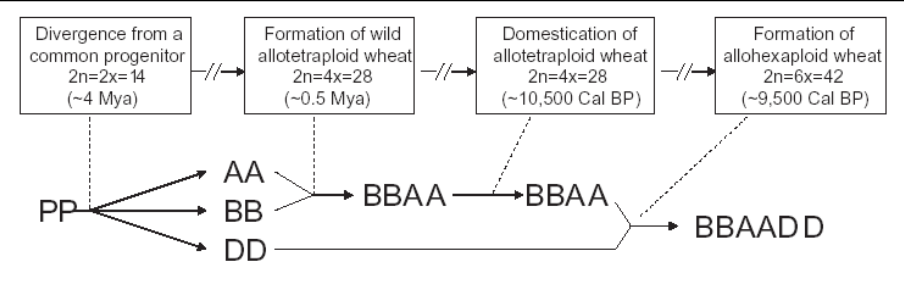 Divergence from a
common progenitor
2n=2x=14
(~4 Mya)
Formation of wild
allotetraploid wheat
2n=4x=28
(~0.5 Mya)
Domestication of
allotetraploid wheat
2n=4x=28
(~10,500 Cal BP)
Formation of
allohexaploid wheat
2n=6x=42
(~9,500 Cal BP)
PP
AA
BB
DD
BBAA
BBAA
BBAADD